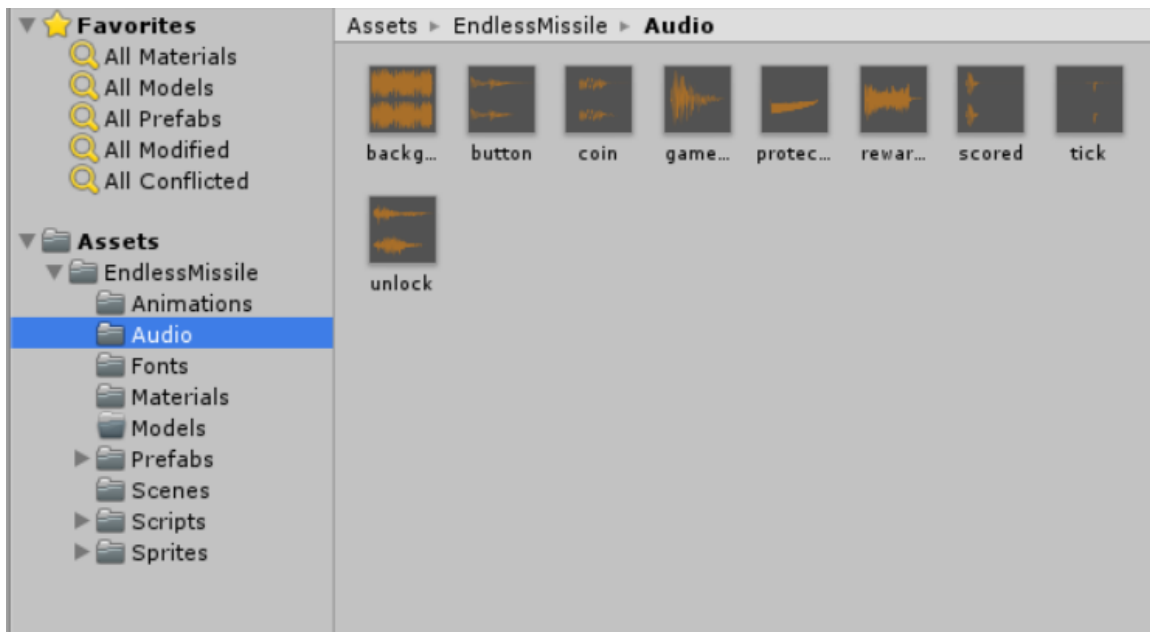 Favorites
All Materials
All Models
All Prefabs
All Modified
All Conflicted
Assets
EndlessMissile
Animations
Audio
Fonts
Materials
Models
Prefabs
Scenes
Scripts
Sprites
Assets ▸ EndlessMissile ▸ Audio
backg... button coin game... protec... rewar... scored tick
unlock